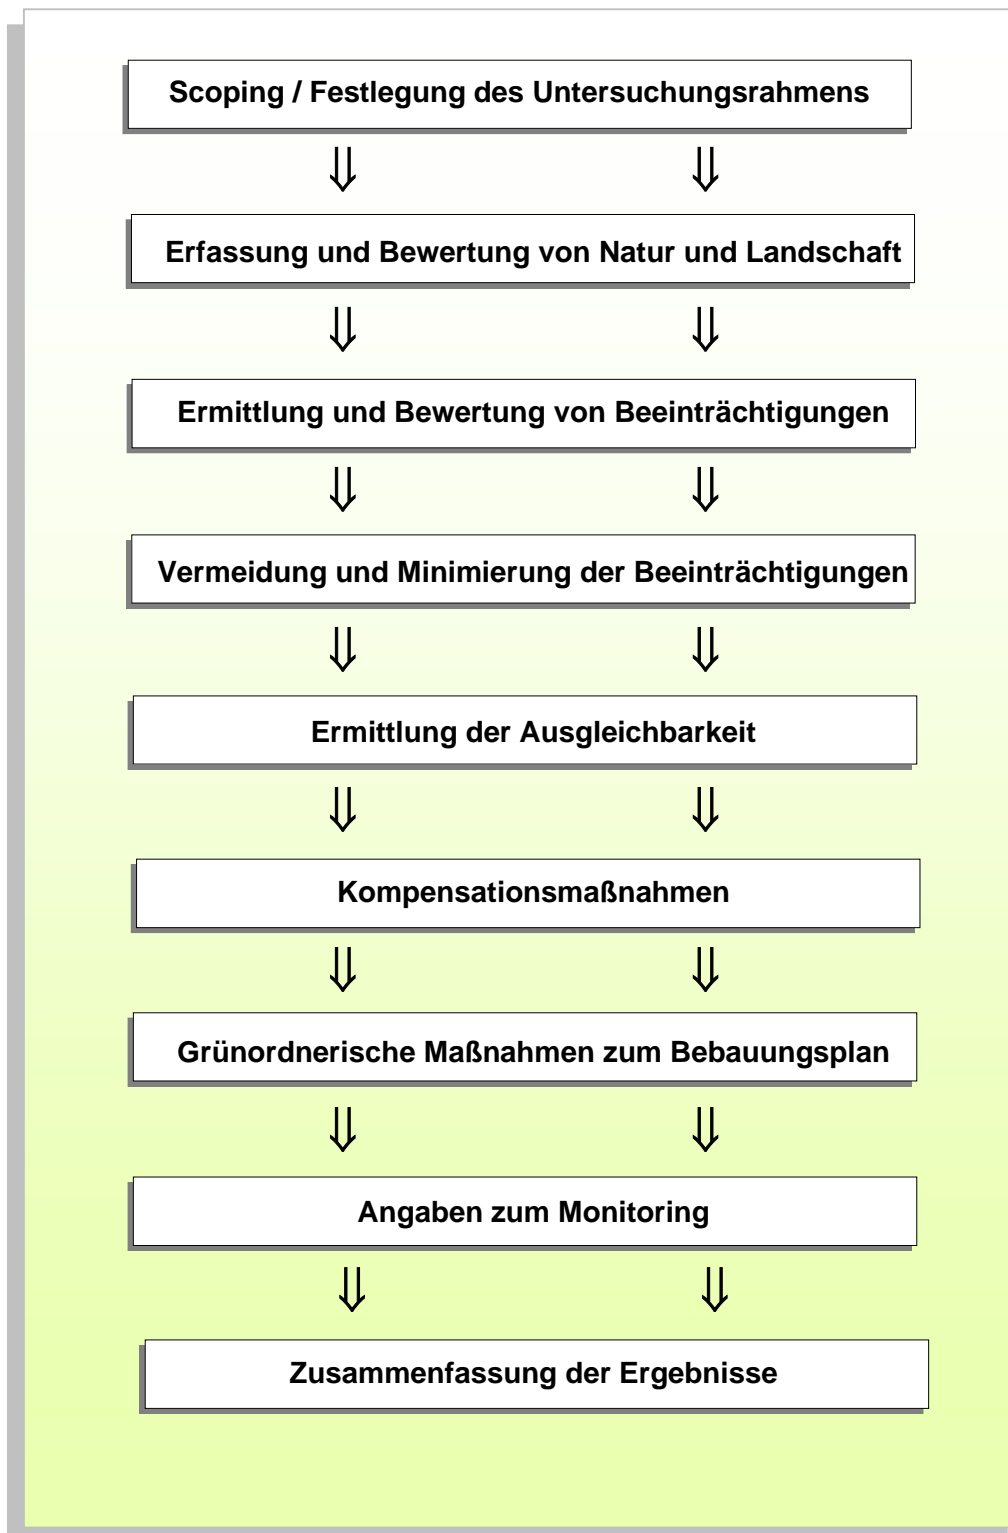 Scoping / Festlegung des Untersuchungsrahmens
⇓ ⇓
Erfassung und Bewertung von Natur und Landschaft
⇓ ⇓
Ermittlung und Bewertung von Beeinträchtigungen
⇓ ⇓
Vermeidung und Minimierung der Beeinträchtigungen
⇓ ⇓
Ermittlung der Ausgleichbarkeit
⇓ ⇓
Kompensationsmaßnahmen
⇓ ⇓
Grünordnerische Maßnahmen zum Bebauungsplan
⇓ ⇓
Angaben zum Monitoring
⇓ ⇓
Zusammenfassung der Ergebnisse